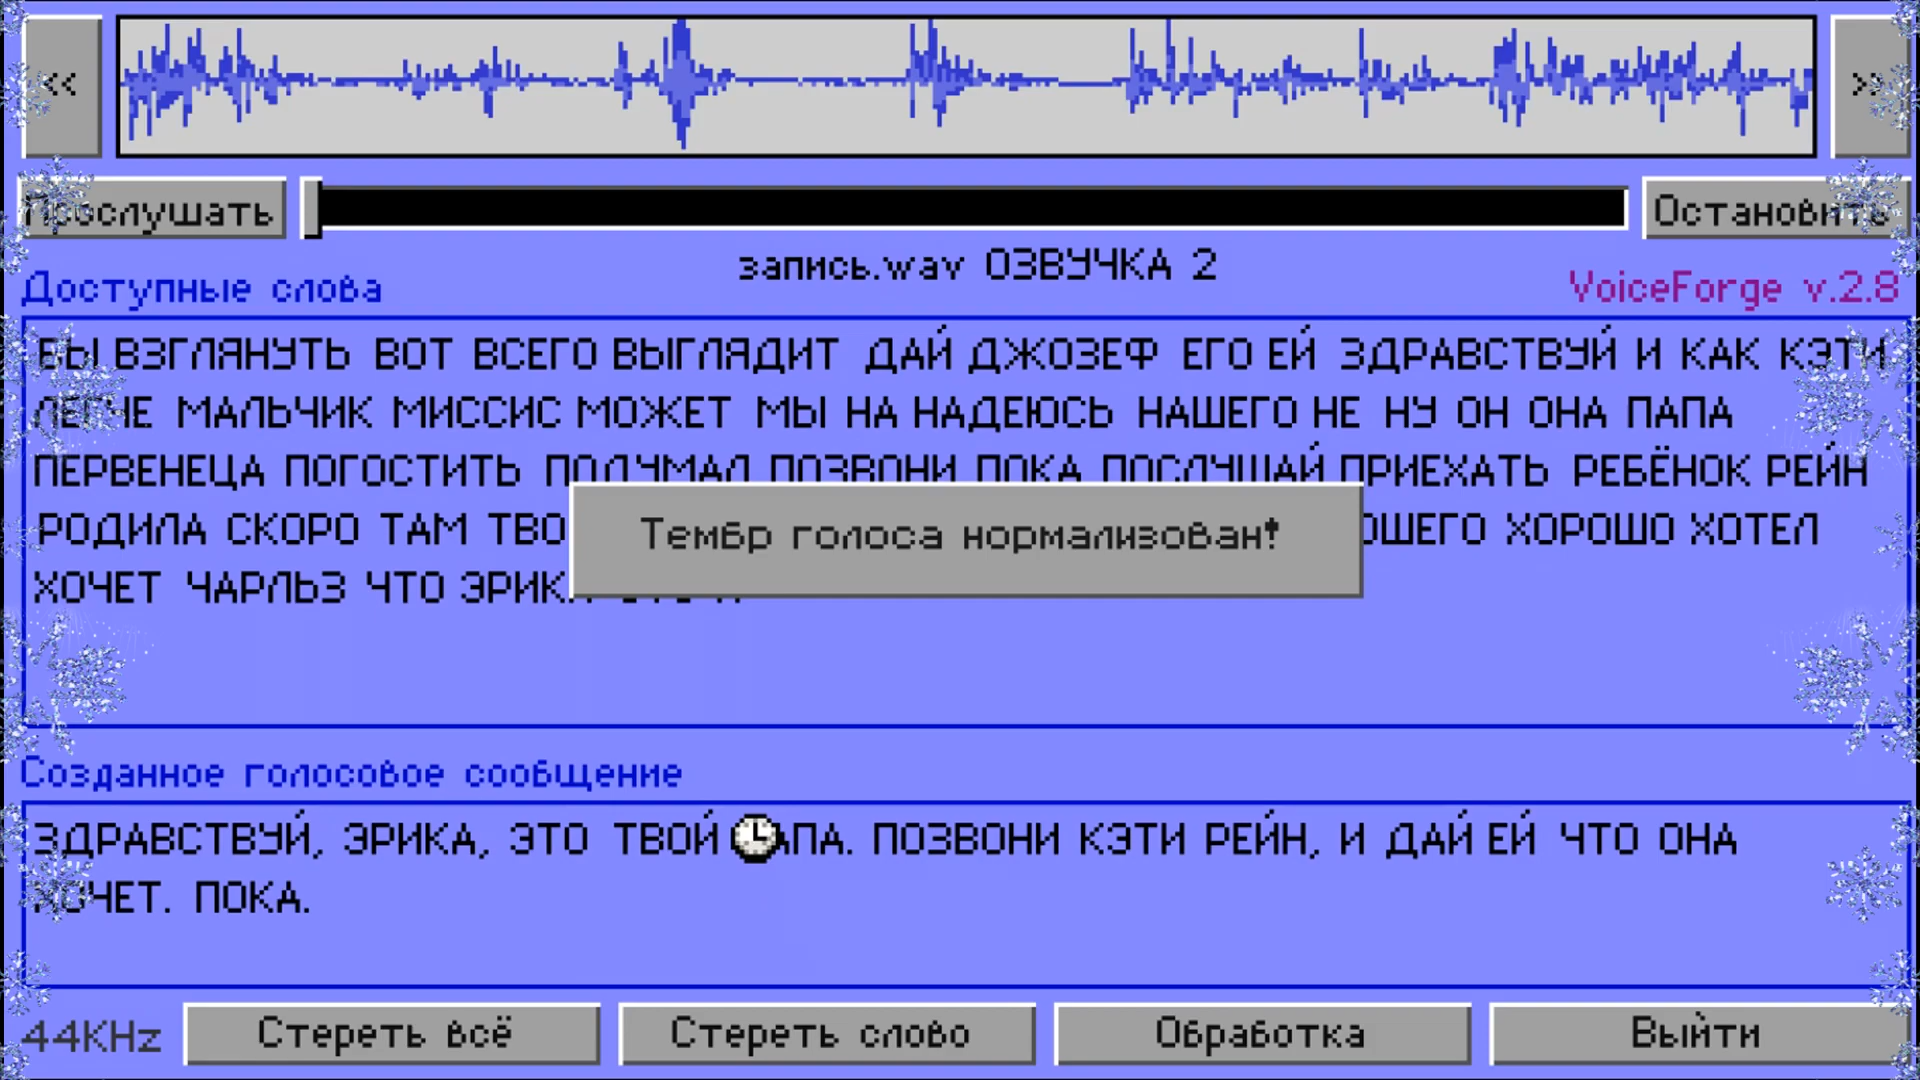 << >>
Прослушать Остановить
запись.wav ОЗВУЧКА 2
Доступные слова VoiceForge v.2.8
БЫ ВЗГЛЯНУТЬ ВОТ ВСЕГО ВЫГЛЯДИТ ДАЙ ДЖОЗЕФ ЕГО ЕЙ ЗДРАВСТВУЙ И КАК КЭТИ
ЛЕГЧЕ МАЛЬЧИК МИССИС МОЖЕТ МЫ НА НАДЕЮСЬ НАШЕГО НЕ НУ ОН ОНА ПАПА
ПЕРВЕНЕЦА ПОГОСТИТЬ ПОДУМАЛ ПОЗВОНИ ПОКА ПОСЛУШАЙ ПРИЕХАТЬ РЕБЁНОК РЕЙН
РОДИЛА СКОРО ТАМ ХОРОШО ХОТЕЛ
ХОЧЕТ ЧАРЛЬЗ ЧТО
Тембр голоса нормализован!
Созданное голосовое сообщение
ЗДРАВСТВУЙ, ЭРИКА, ЭТО ТВОЙ ПАПА. ПОЗВОНИ КЭТИ РЕЙН, И ДАЙ ЕЙ ЧТО ОНА
ХОЧЕТ. ПОКА.
44KHz Стереть всё Стереть слово Обработка Выйти